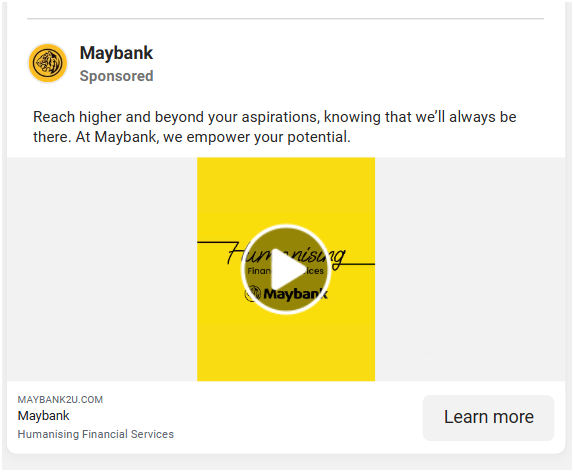 Maybank
Sponsored
Reach higher and beyond your aspirations, knowing that we’ll always be
there. At Maybank, we empower your potential.
Humanising
Financial Services
Maybank
MAYBANK2U.COM
Maybank
Humanising Financial Services
Learn more